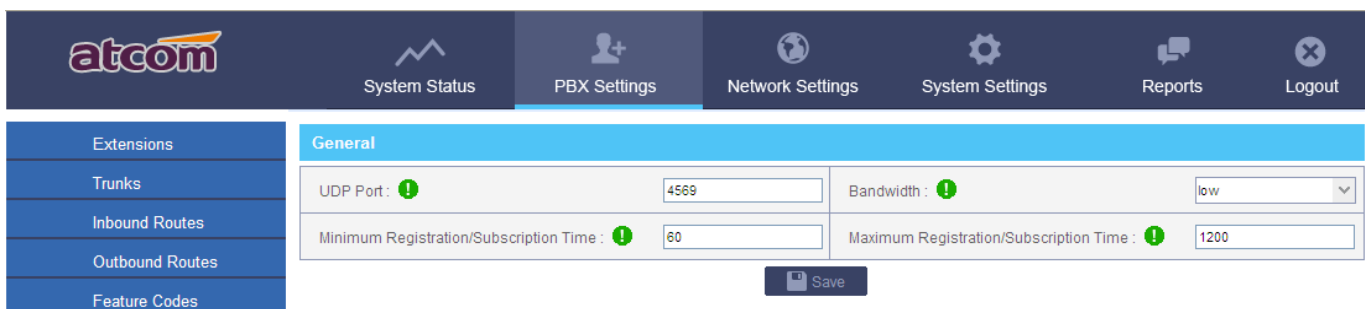 atcom
System Status
PBX Settings
Network Settings
System Settings
Reports
Logout
Extensions
Trunks
Inbound Routes
Outbound Routes
Feature Codes
General
UDP Port : 4569 Bandwidth : low
Minimum Registration/Subscription Time : 60 Maximum Registration/Subscription Time : 1200
Save